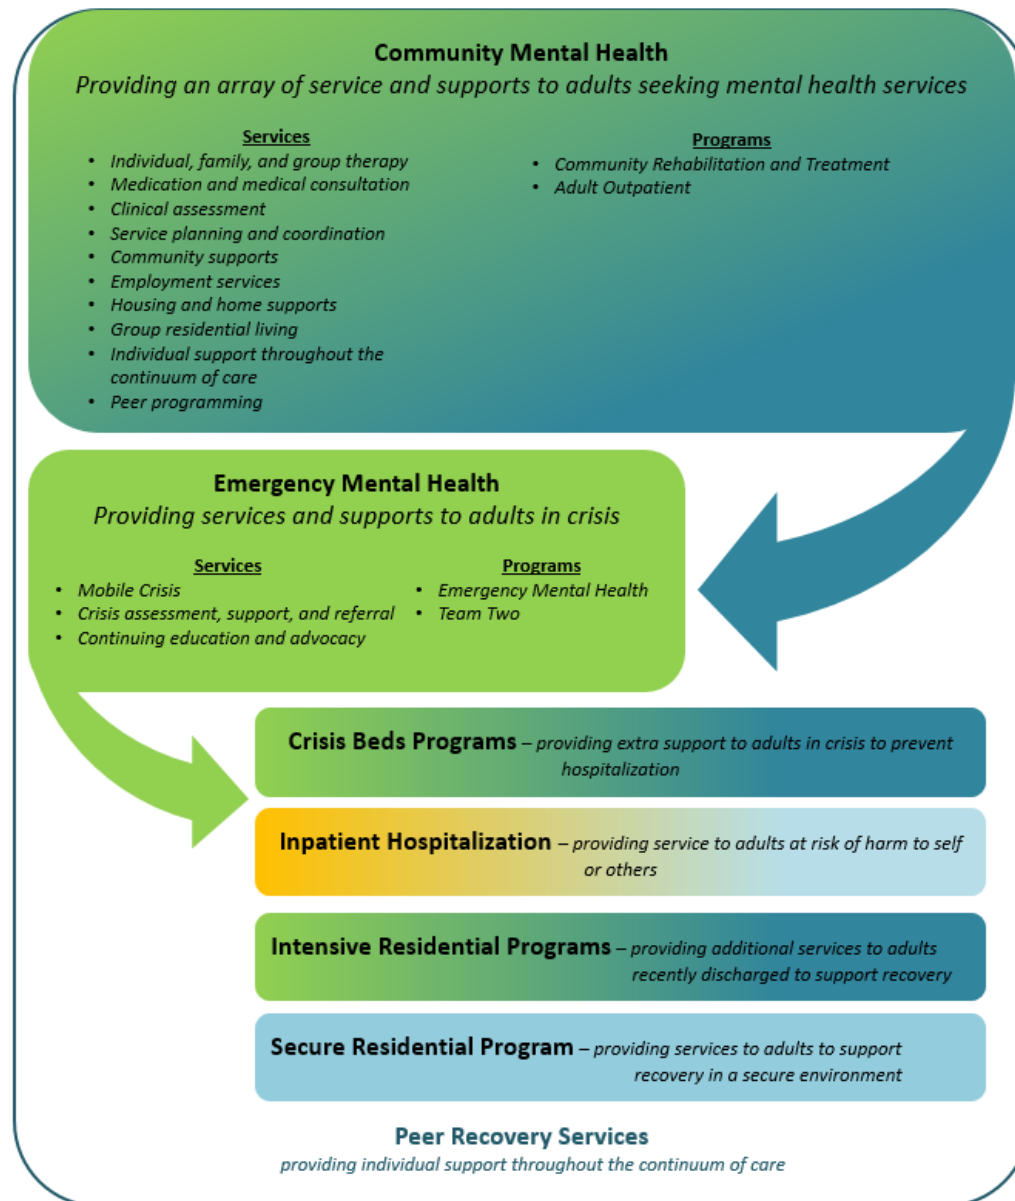 Community Mental Health
Providing an array of service and supports to adults seeking mental health services
Services
• Individual, family, and group therapy
• Medication and medical consultation
• Clinical assessment
• Service planning and coordination
• Community supports
• Employment services
• Housing and home supports
• Group residential living
• Individual support throughout the
continuum of care
• Peer programming
Programs
• Community Rehabilitation and Treatment
• Adult Outpatient
Emergency Mental Health
Providing services and supports to adults in crisis
Services
• Mobile Crisis
• Crisis assessment, support, and referral
• Continuing education and advocacy
Programs
• Emergency Mental Health
• Team Two
Crisis Beds Programs – providing extra support to adults in crisis to prevent
hospitalization
Inpatient Hospitalization – providing service to adults at risk of harm to self
or others
Intensive Residential Programs – providing additional services to adults
recently discharged to support recovery
Secure Residential Program – providing services to adults to support
recovery in a secure environment
Peer Recovery Services
providing individual support throughout the continuum of care